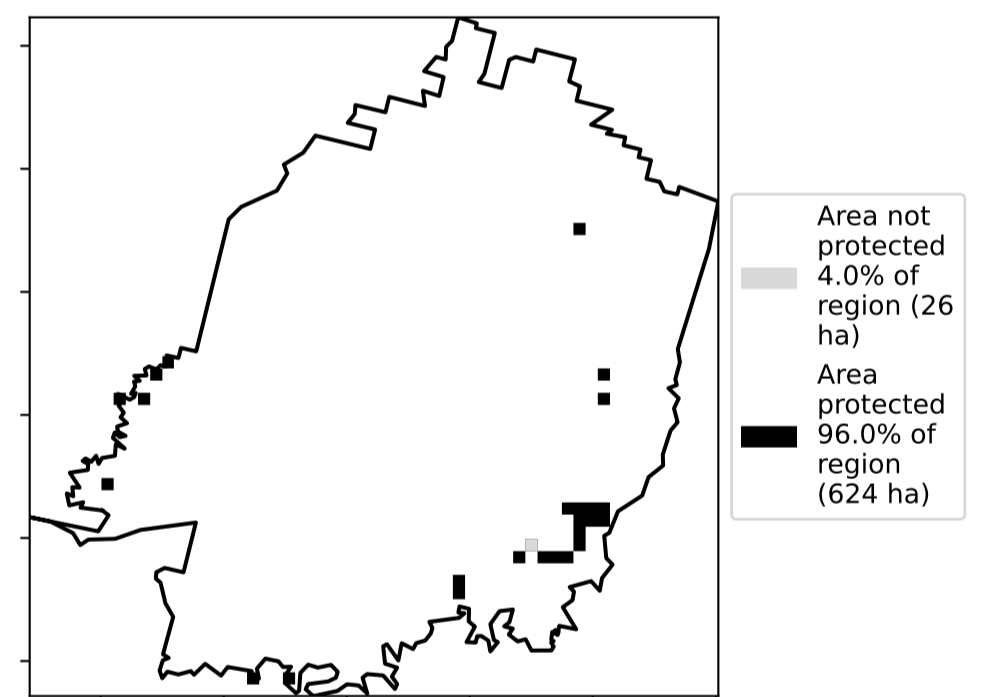 Area not
protected
4.0% of
region (26
ha)
Area
protected
96.0% of
region
(624 ha)